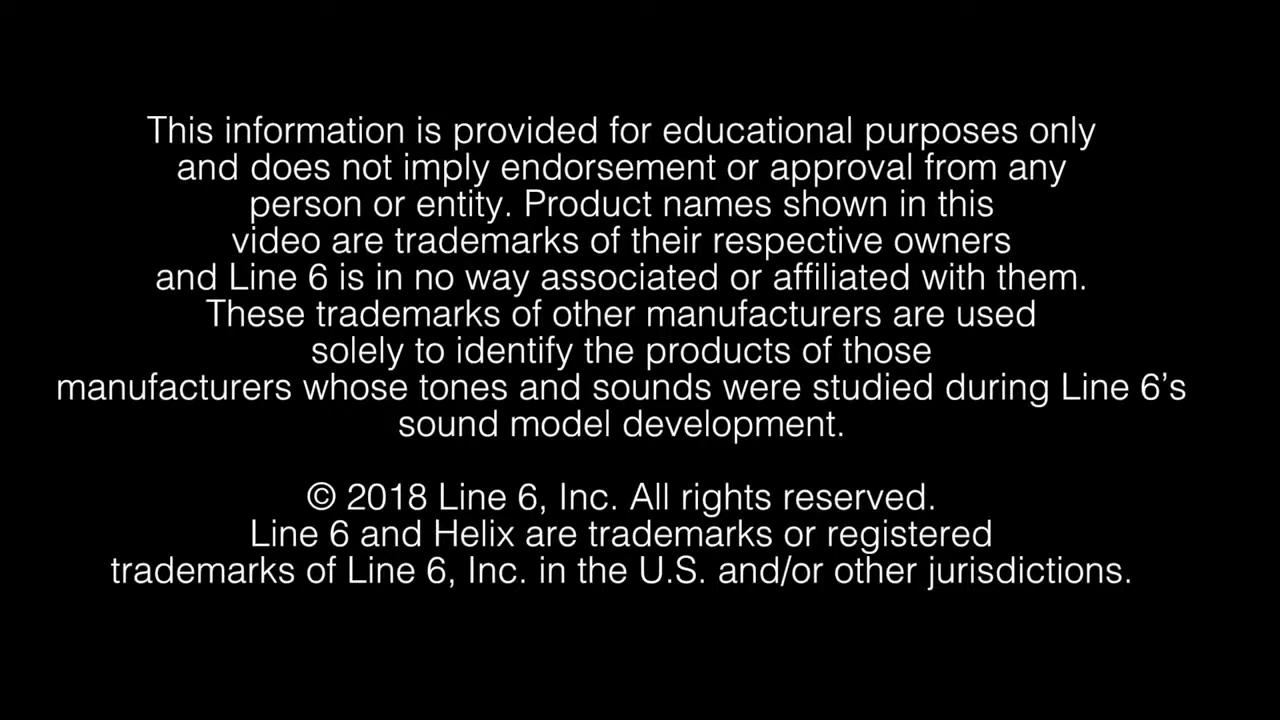 This information is provided for educational purposes only
and does not imply endorsement or approval from any
person or entity. Product names shown in this
video are trademarks of their respective owners
and Line 6 is in no way associated or affiliated with them.
These trademarks of other manufacturers are used
solely to identify the products of those
manufacturers whose tones and sounds were studied during Line 6’s
sound model development.
© 2018 Line 6, Inc. All rights reserved.
Line 6 and Helix are trademarks or registered
trademarks of Line 6, Inc. in the U.S. and/or other jurisdictions.